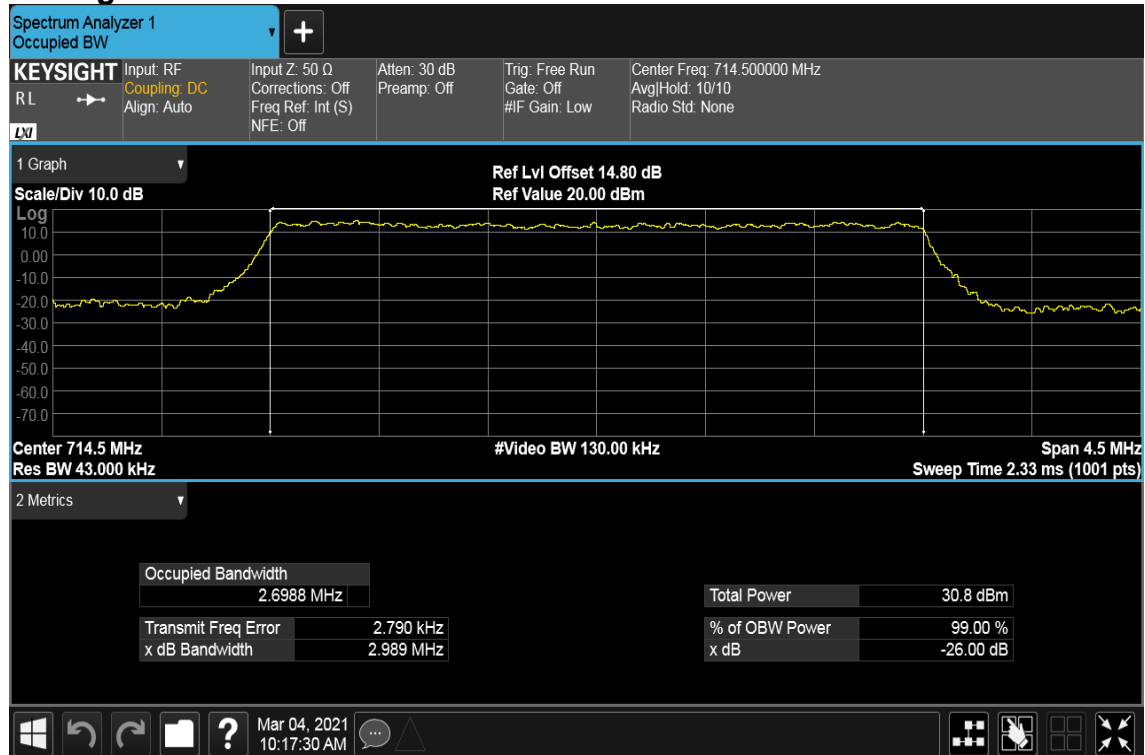 Spectrum Analyzer 1
Occupied BW
+
KEYSIGHT
RL
LXI
Input: RF
Coupling: DC
Align: Auto
Input Z: 50 Ω
Corrections: Off
Freq Ref: Int (S)
NFE: Off
Atten: 30 dB
Preamp: Off
Trig: Free Run
Gate: Off
#IF Gain: Low
Center Freq: 714.500000 MHz
Avg|Hold: 10/10
Radio Std: None
1 Graph
Scale/Div 10.0 dB
Ref Lvl Offset 14.80 dB
Ref Value 20.00 dBm
Log
10.0
0.00
-10.0
-20.0
-30.0
-40.0
-50.0
-60.0
-70.0
Center 714.5 MHz
Res BW 43.000 kHz
#Video BW 130.00 kHz
Span 4.5 MHz
Sweep Time 2.33 ms (1001 pts)
2 Metrics
Occupied Bandwidth
2.6988 MHz
Transmit Freq Error 2.790 kHz
x dB Bandwidth 2.989 MHz
Total Power 30.8 dBm
% of OBW Power 99.00 %
x dB -26.00 dB
?
Mar 04, 2021
10:17:30 AM